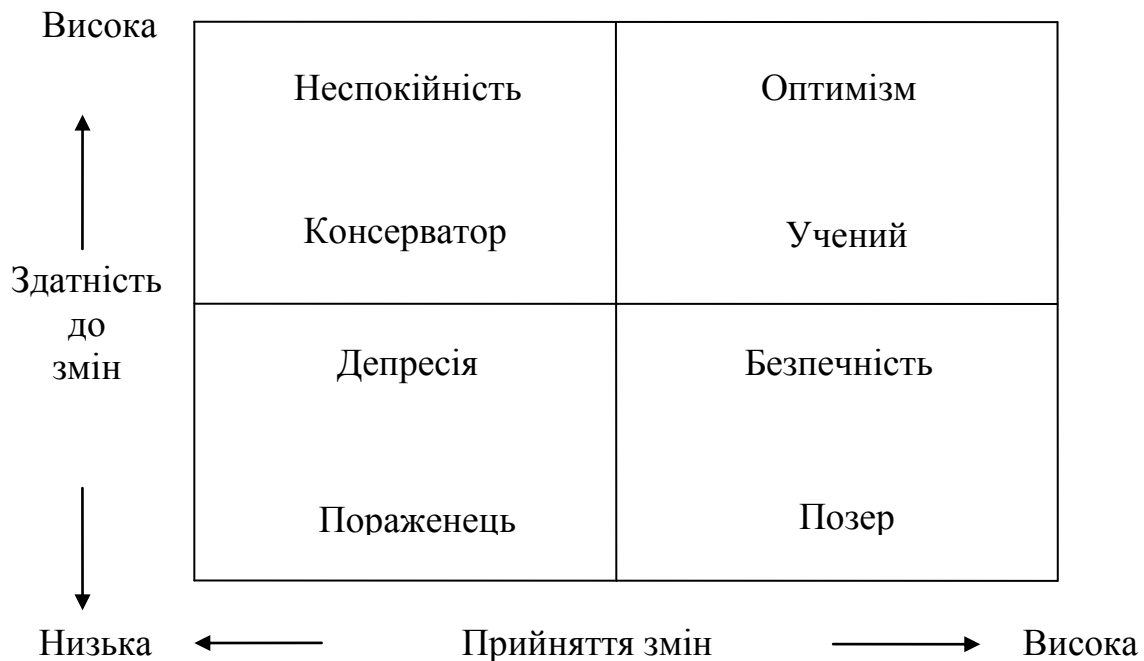 Висока
Неспокійність
Оптимізм
Консерватор
Учений
Здатність
до
змін
Депресія
Безпечність
Пораженець
Позер
Низька
Прийняття змін
Висока